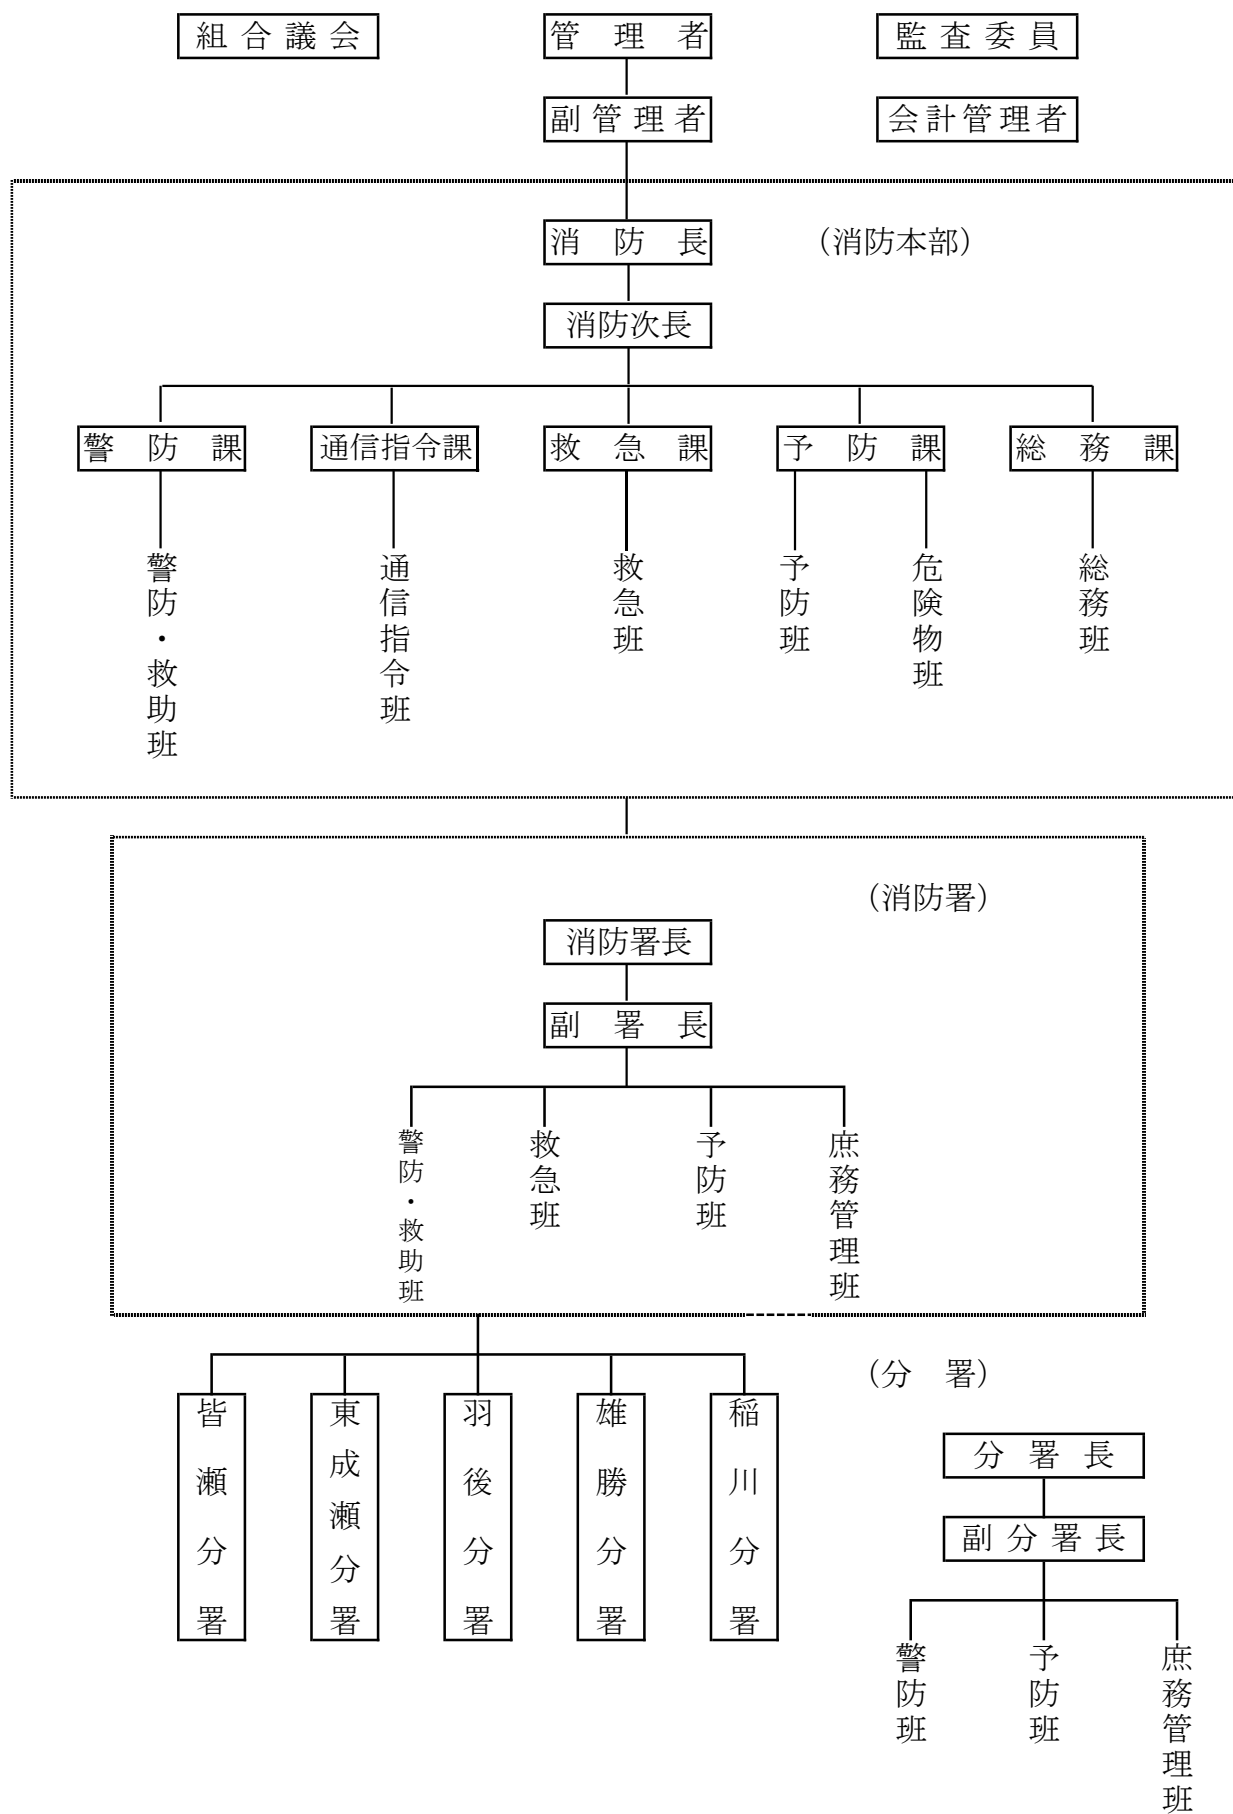 組合議会
管理者
監査委員
副管理者
会計管理者
消防長
（消防本部）
消防次長
警防課
通信指令課
救急課
予防課
総務課
警防・救助班
通信指令班
救急班
予防班
危険物班
総務班
（消防署）
消防署長
副署長
警防・救助班
救急班
予防班
庶務管理班
（分　署）
皆瀬分署
東成瀬分署
羽後分署
雄勝分署
稲川分署
分署長
副分署長
警防班
予防班
庶務管理班